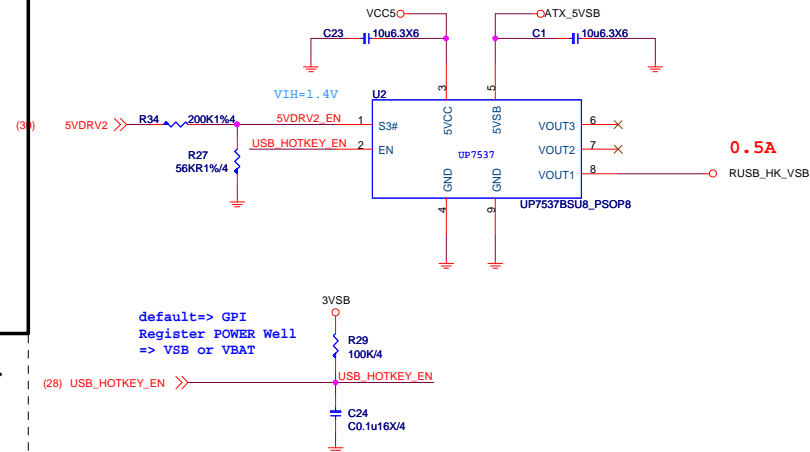 VCC5
ATX_5VSB
C23
10u6.3X6
C1
10u6.3X6
VIH=1.4V
U2
3
5
5VDRV2
R34
200K1%4
5VDRV2_EN
1
S3#
5VCC
5VSB
VOUT3
6
USB_HOTKEY_EN
2
EN
UP7537
VOUT2
7
0.5A
R27
56KR1%/4
GND
GND
VOUT1
8
RUSB_HK_VSB
4
9
UP7537BSU8_PSOP8
3VSB
default=> GPI
Register POWER Well
=> VSB or VBAT
R29
100K/4
(28)
USB_HOTKEY_EN
USB_HOTKEY_EN
C24
C0.1u16X/4